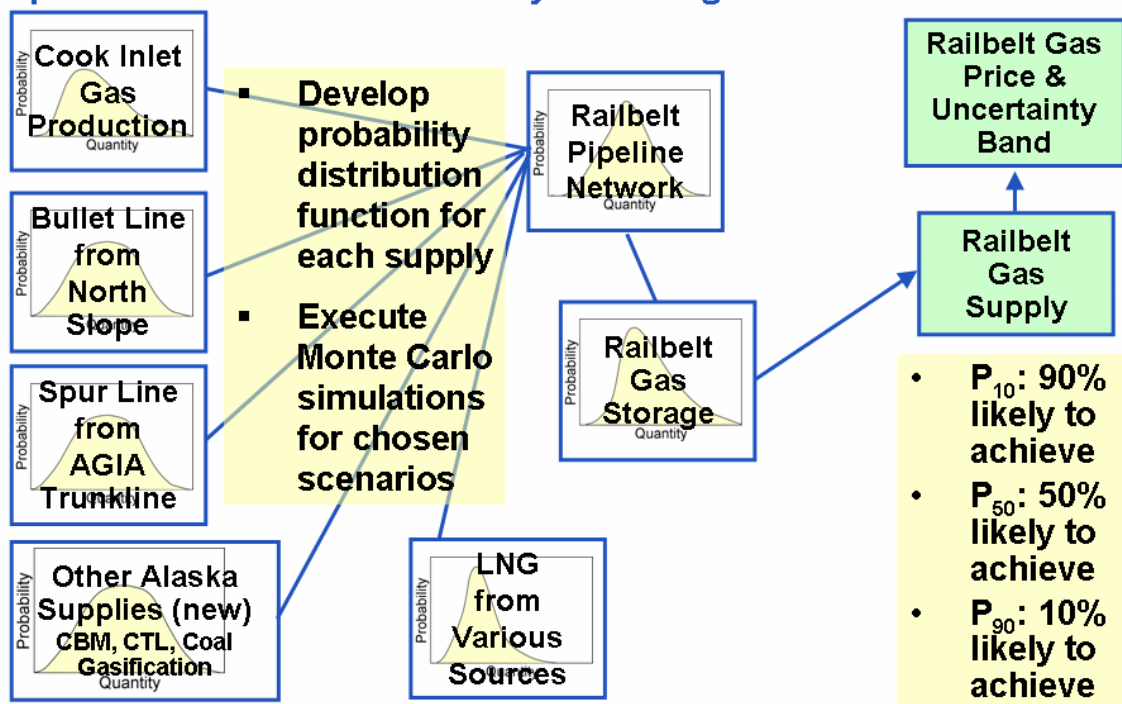 Cook Inlet
Gas
Production
Probability
Quantity
Bullet Line
from
North
Slope
Probability
Quantity
Spur Line
from
AGIA
Trunkline
Probability
Quantity
Other Alaska
Supplies (new)
CBM, CTL, Coal
Gasification
Probability
Quantity
▪ Develop
probability
distribution
function for
each supply
▪ Execute
Monte Carlo
simulations
for chosen
scenarios
LNG
from
Various
Sources
Probability
Quantity
Railbelt
Pipeline
Network
Probability
Quantity
Railbelt
Gas
Storage
Probability
Quantity
Railbelt Gas
Price &
Uncertainty
Band
Railbelt
Gas
Supply
• P10: 90%
likely to
achieve
• P50: 50%
likely to
achieve
• P90: 10%
likely to
achieve